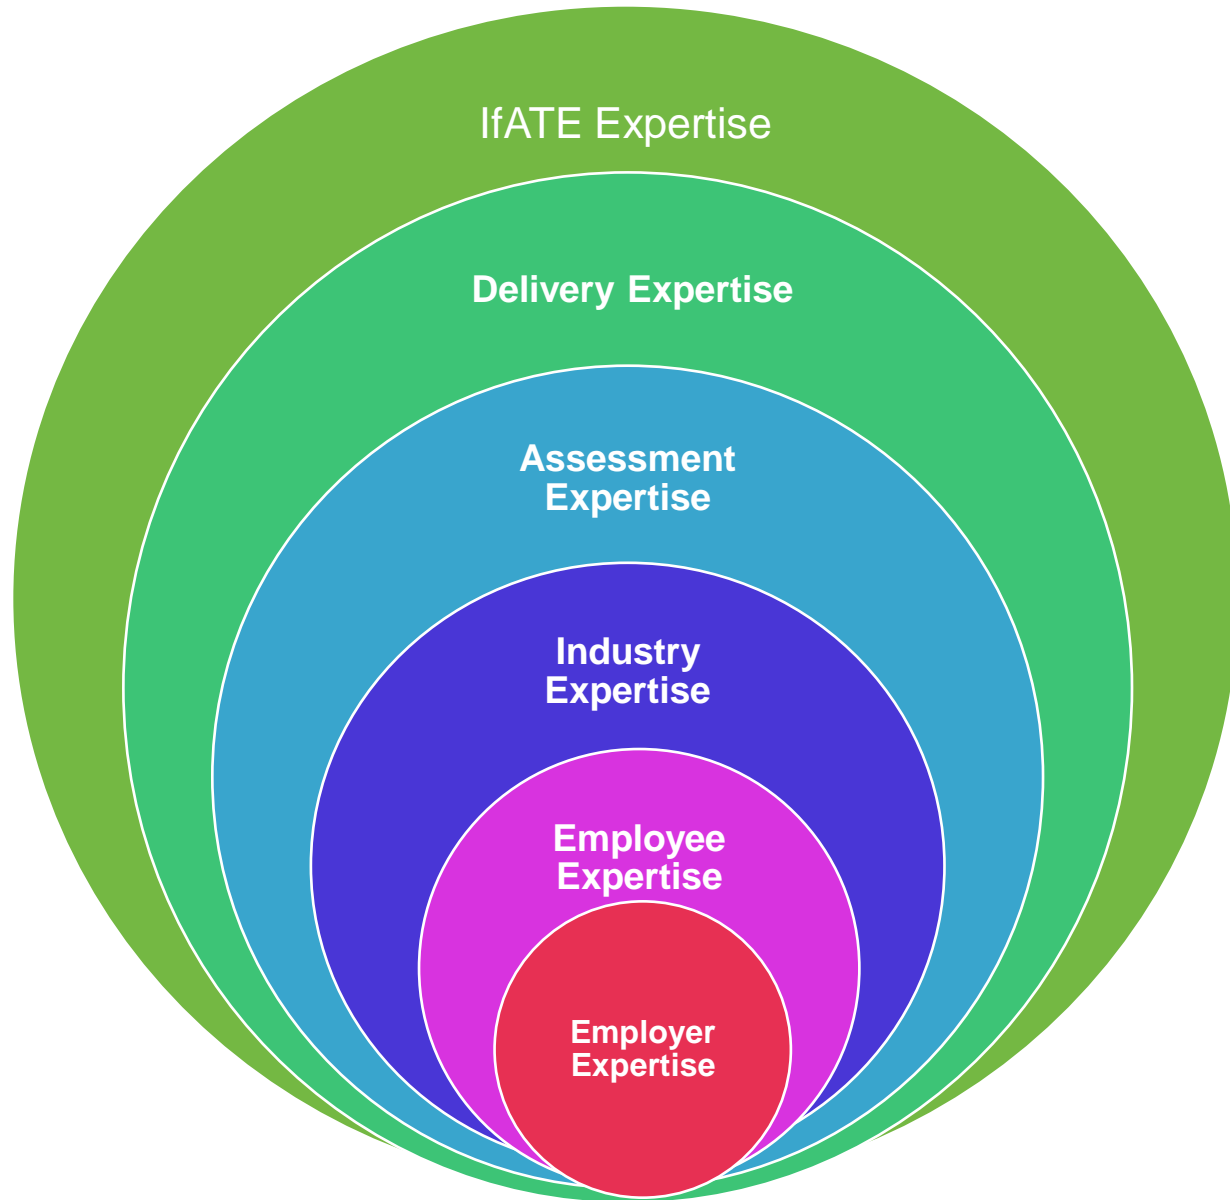 IfATE Expertise
Delivery Expertise
Assessment
Expertise
Industry
Expertise
Employee
Expertise
Employer
Expertise